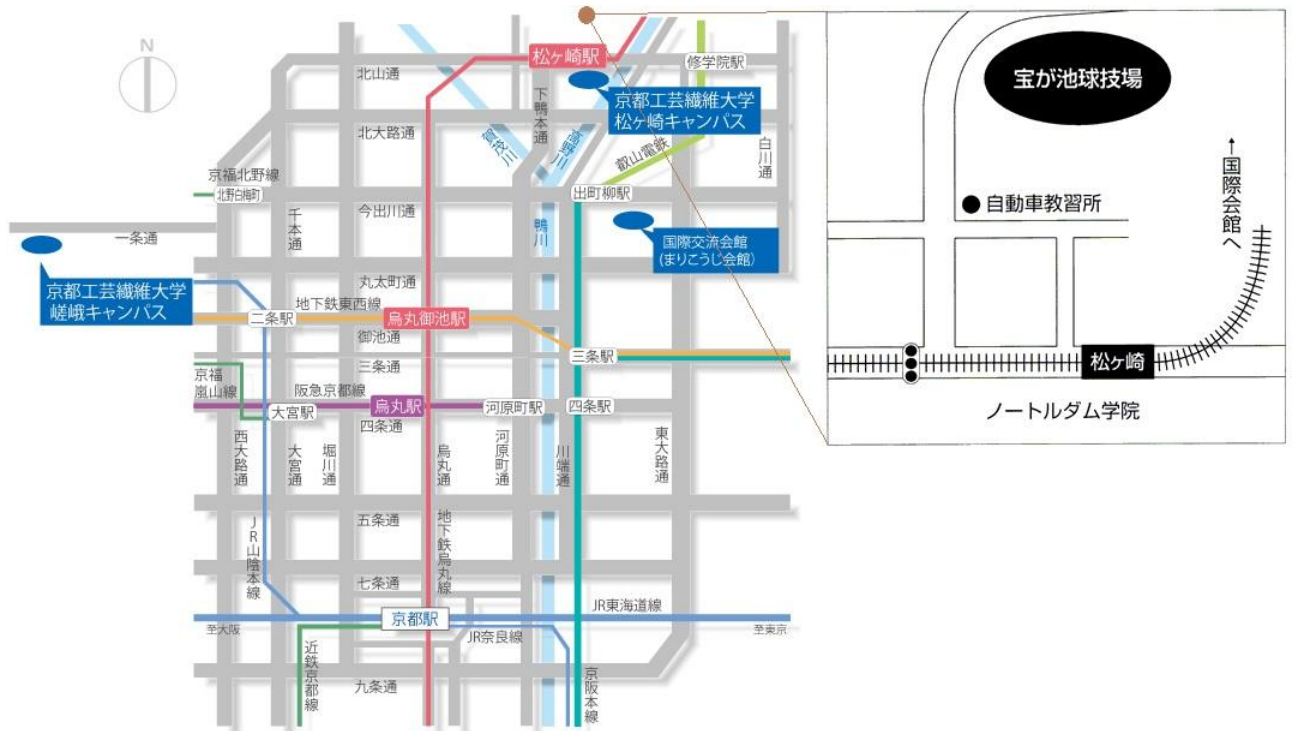 N
松ヶ崎駅
修学院駅
北山通
京都工芸繊維大学
松ヶ崎キャンパス
下鴨本通
北大路通
賀茂川
高野川
叡山電鉄
白川通
京福北野線
北野白梅町
出町柳駅
千本通
今出川通
鴨川
一条通
国際交流会館
(まりこうじ会館)
京都工芸繊維大学
嵯峨キャンパス
丸太町通
地下鉄東西線
二条駅
烏丸御池駅
御池通
三条駅
三条通
京福
嵐山線
阪急京都線
大宮駅
烏丸駅
河原町駅
四条駅
四条通
西大路通
大宮通
堀川通
烏丸通
河原町通
川端通
東大路通
五条通
JR山陰本線
地下鉄烏丸線
七条通
京都駅
JR東海道線
至大阪
至東京
JR奈良線
近鉄京都線
九条通
京阪本線
宝が池球技場
←国際会館へ
●自動車教習所
松ヶ崎
ノートルダム学院